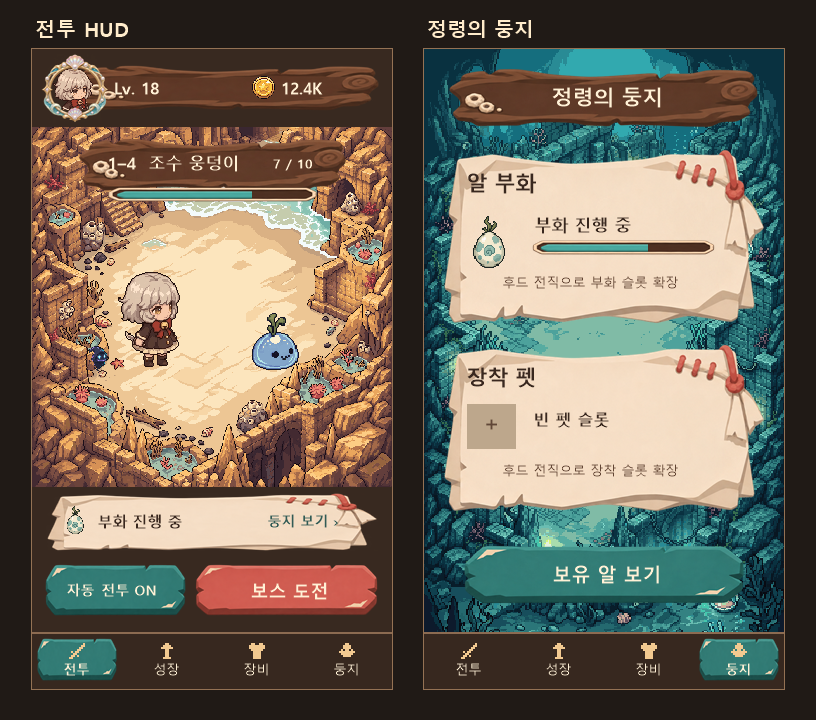 전투 HUD
Lv. 18
12.4K
1-4 조수 웅덩이 7 / 10
부화 진행 중
둥지 보기 ›
자동 전투 ON
보스 도전
전투
성장
장비
둥지
정령의 둥지
정령의 둥지
알 부화
부화 진행 중
후드 전직으로 부화 슬롯 확장
장착 펫
+
빈 펫 슬롯
후드 전직으로 장착 슬롯 확장
보유 알 보기
전투
성장
장비
둥지